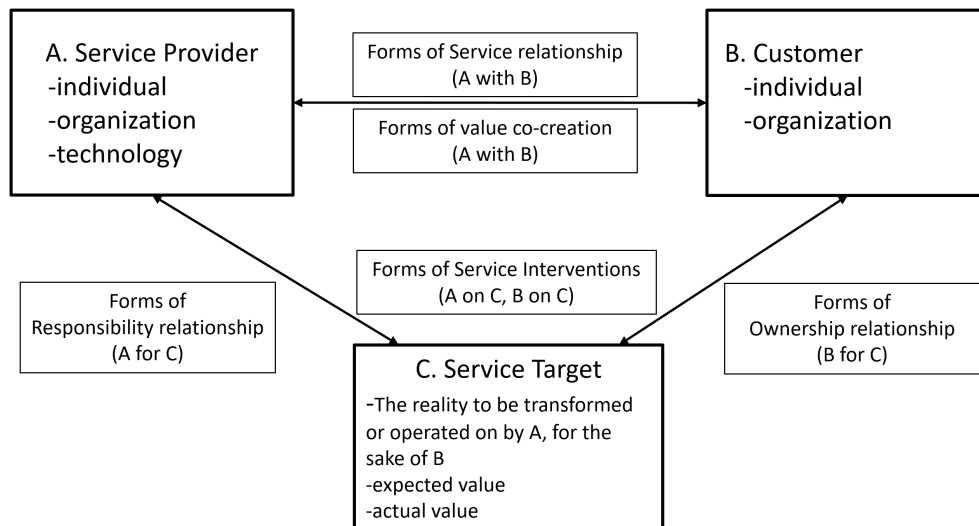 A. Service Provider
-individual
-organization
-technology
Forms of Service relationship
(A with B)
Forms of value co-creation
(A with B)
B. Customer
-individual
-organization
Forms of
Responsibility relationship
(A for C)
Forms of Service Interventions
(A on C, B on C)
Forms of
Ownership relationship
(B for C)
C. Service Target
-The reality to be transformed
or operated on by A, for the
sake of B
-expected value
-actual value